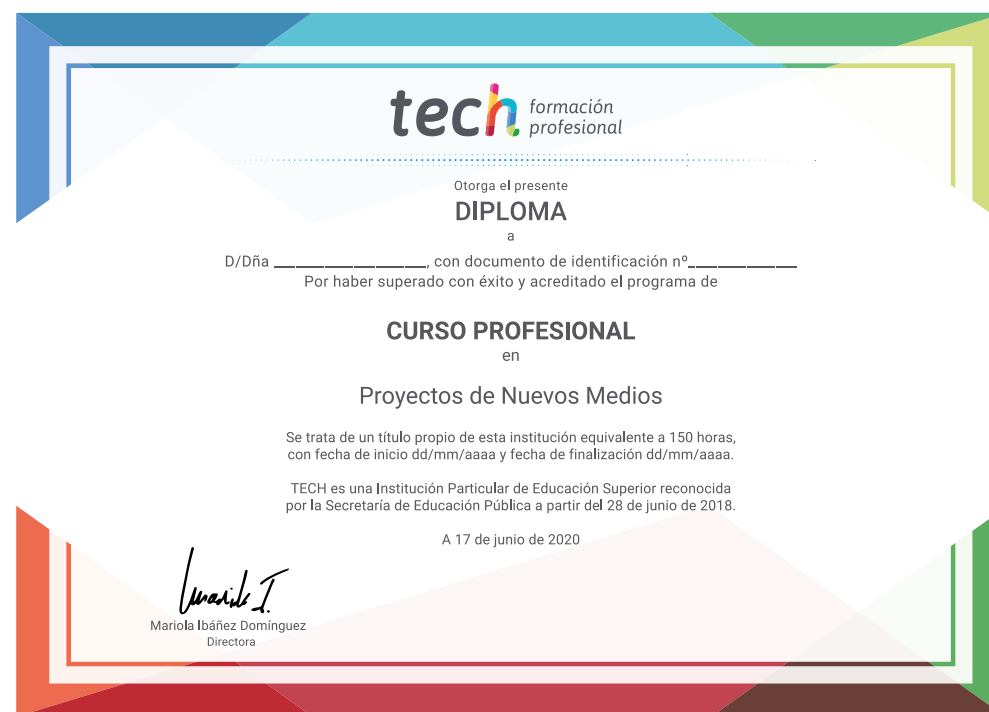 tech formación
profesional
Otorga el presente
DIPLOMA
a
D/Dña __________________, con documento de identificación nº_____________
Por haber superado con éxito y acreditado el programa de
CURSO PROFESIONAL
en
Proyectos de Nuevos Medios
Se trata de un título propio de esta institución equivalente a 150 horas,
con fecha de inicio dd/mm/aaaa y fecha de finalización dd/mm/aaaa.
TECH es una Institución Particular de Educación Superior reconocida
por la Secretaría de Educación Pública a partir del 28 de junio de 2018.
A 17 de junio de 2020
Mariola Ibáñez Domínguez
Directora